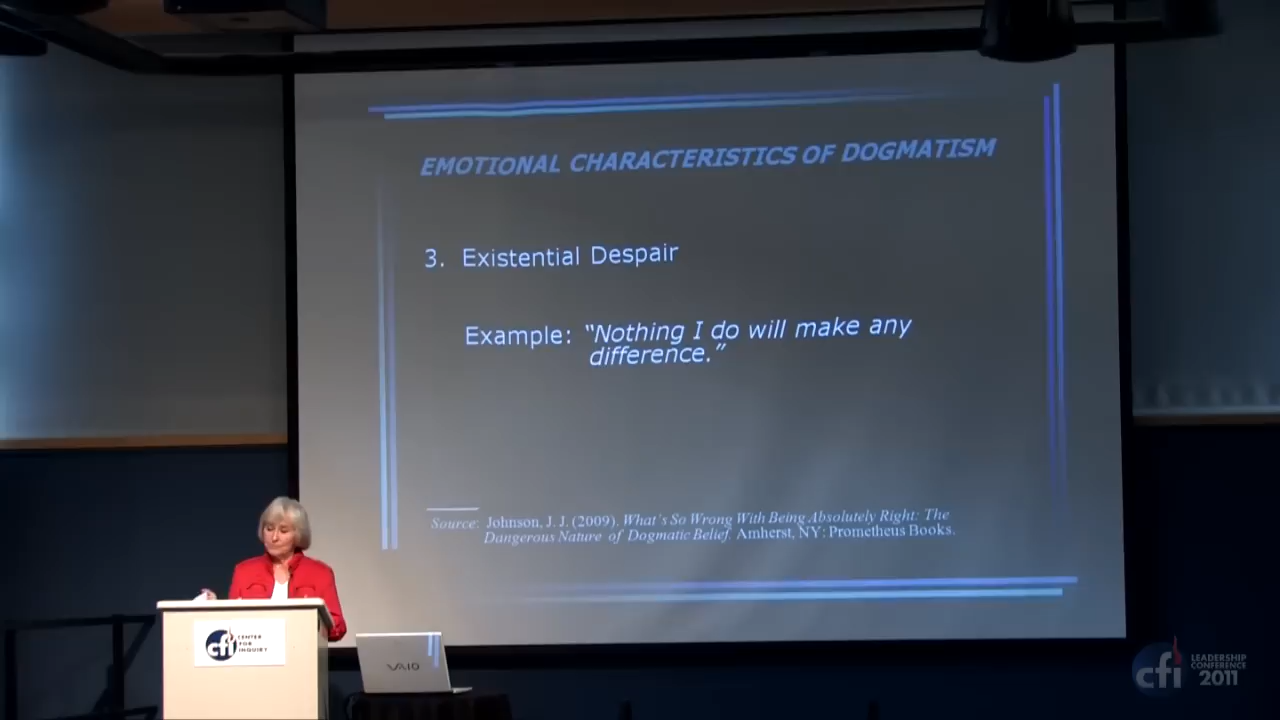 EMOTIONAL CHARACTERISTICS OF DOGMATISM
3. Existential Despair
Example: “Nothing I do will make any
difference.”
Source: Johnson, J. J. (2009). What’s So Wrong With Being Absolutely Right: The
Dangerous Nature of Dogmatic Belief. Amherst, NY: Prometheus Books.
cfi CENTER
FOR
INQUIRY
VAIO
cfi LEADERSHIP
CONFERENCE
2011